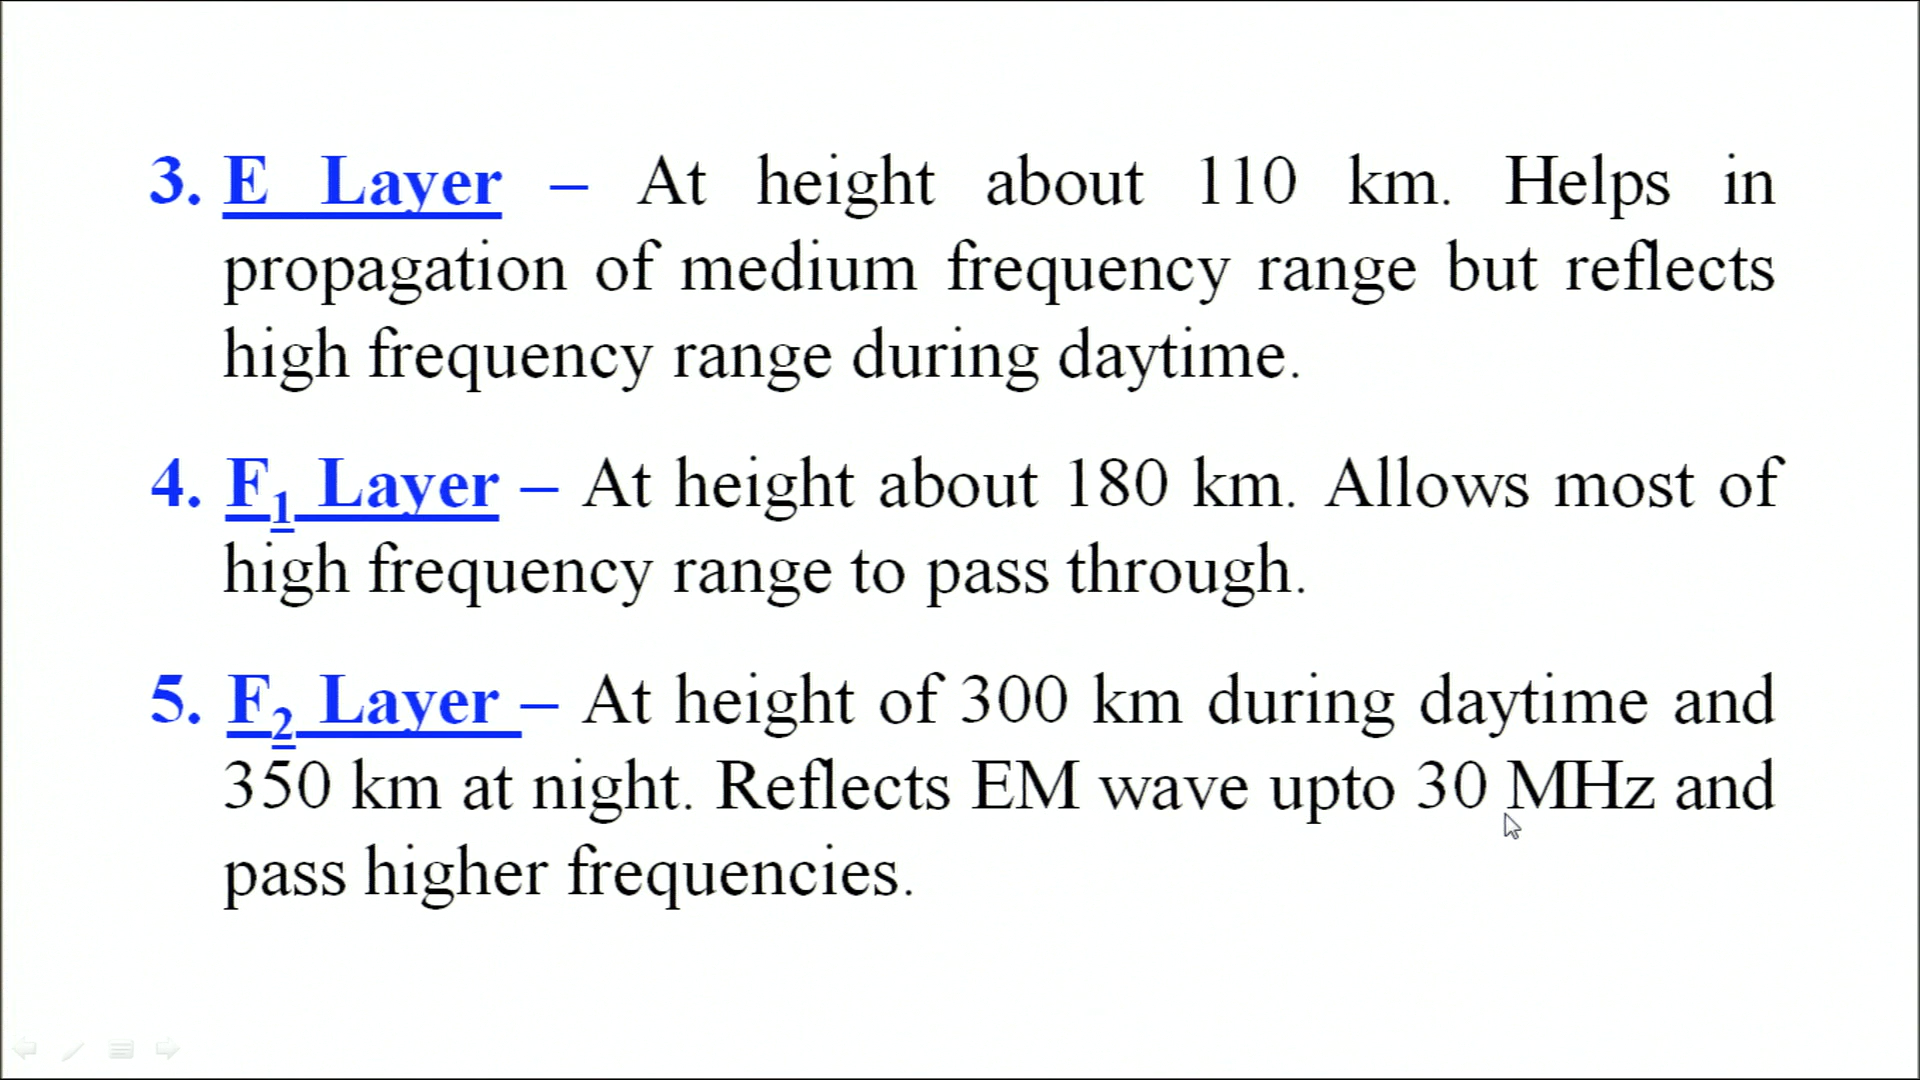 3. E Layer – At height about 110 km. Helps in
propagation of medium frequency range but reflects
high frequency range during daytime.
4. F₁ Layer – At height about 180 km. Allows most of
high frequency range to pass through.
5. F₂ Layer – At height of 300 km during daytime and
350 km at night. Reflects EM wave upto 30 MHz and
pass higher frequencies.